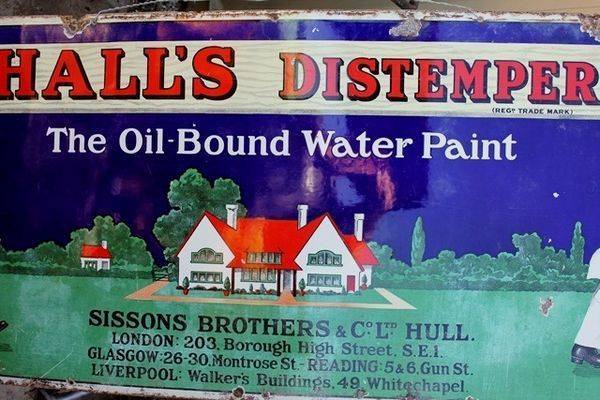 HALL'S DISTEMPER
(REGD TRADE MARK)
The Oil-Bound Water Paint
SISSONS BROTHERS & Co LTD HULL.
LONDON: 203, Borough High Street, S.E.1.
GLASGOW: 26-30, Montrose St. - READING: 5 & 6, Gun St.
LIVERPOOL: Walker's Buildings, 49, Whitechapel